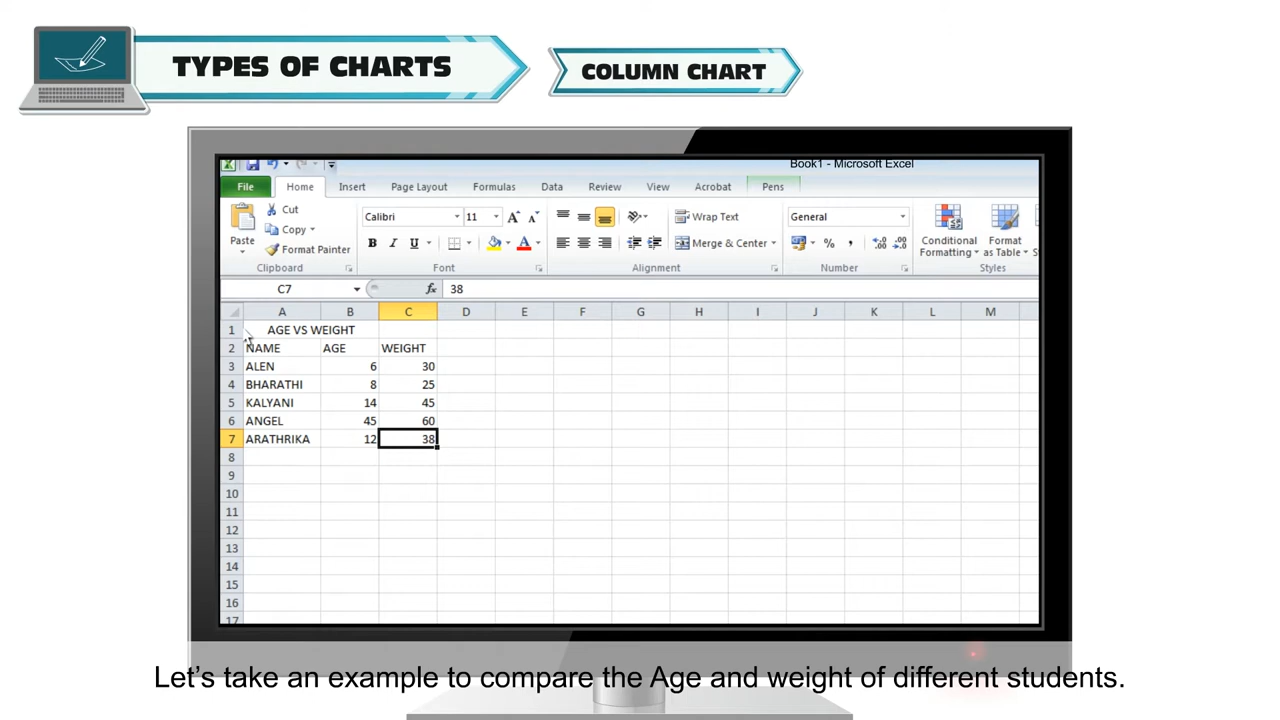 TYPES OF CHARTS
COLUMN CHART
Book1 - Microsoft Excel
File Home Insert Page Layout Formulas Data Review View Acrobat Pens
Paste
Cut
Copy
Format Painter
Clipboard
Calibri 11
B I U
A
Font
Wrap Text
Merge & Center
Alignment
General
% ,
Number
Conditional Formatting
Format as Table
Styles
C7 fx 38
A B C D E F G H I J K L M
1 AGE VS WEIGHT
2 NAME AGE WEIGHT
3 ALEN 6 30
4 BHARATHI 8 25
5 KALYANI 14 45
6 ANGEL 45 60
7 ARATHRIKA 12 38
8
9
10
11
12
13
14
15
16
17
Let’s take an example to compare the Age and weight of different students.